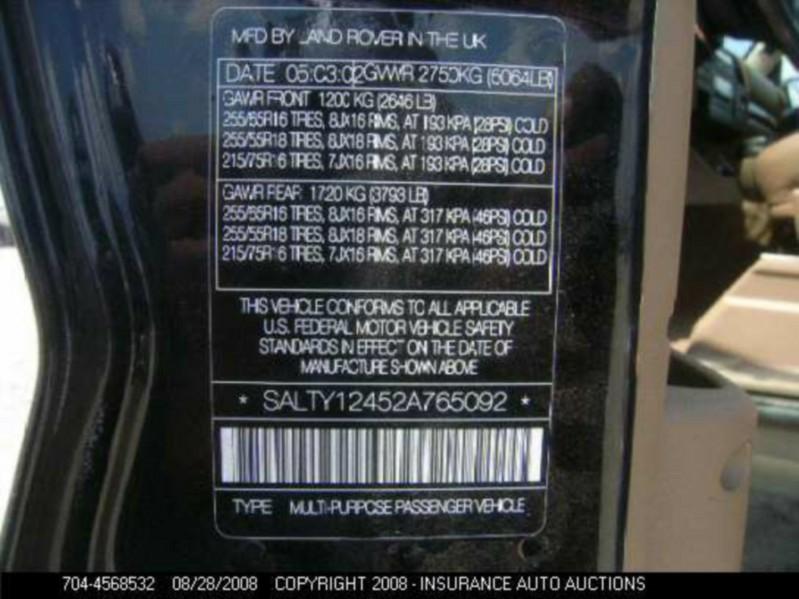 MFD BY LAND ROVER IN THE UK
DATE 05:03:02 GVWR 2750KG (6064LB)
GAWR FRONT 1200 KG (2646 LB)
255/65R16 TIRES, 8JX16 RIMS, AT 193 KPA (28PSI) COLD
255/55R18 TIRES, 8JX18 RIMS, AT 193 KPA (28PSI) COLD
215/75R16 TIRES, 7JX16 RIMS, AT 193 KPA (28PSI) COLD
GAWR REAR 1720 KG (3793 LB)
255/65R16 TIRES, 8JX16 RIMS, AT 317 KPA (46PSI) COLD
255/55R18 TIRES, 8JX18 RIMS, AT 317 KPA (46PSI) COLD
215/75R16 TIRES, 7JX16 RIMS, AT 317 KPA (46PSI) COLD
THIS VEHICLE CONFORMS TO ALL APPLICABLE
U.S. FEDERAL MOTOR VEHICLE SAFETY
STANDARDS IN EFFECT ON THE DATE OF
MANUFACTURE SHOWN ABOVE
* SALTY12452A765092 *
TYPE MULTI-PURPOSE PASSENGER VEHICLE
704-4568532 08/28/2008 COPYRIGHT 2008 - INSURANCE AUTO AUCTIONS